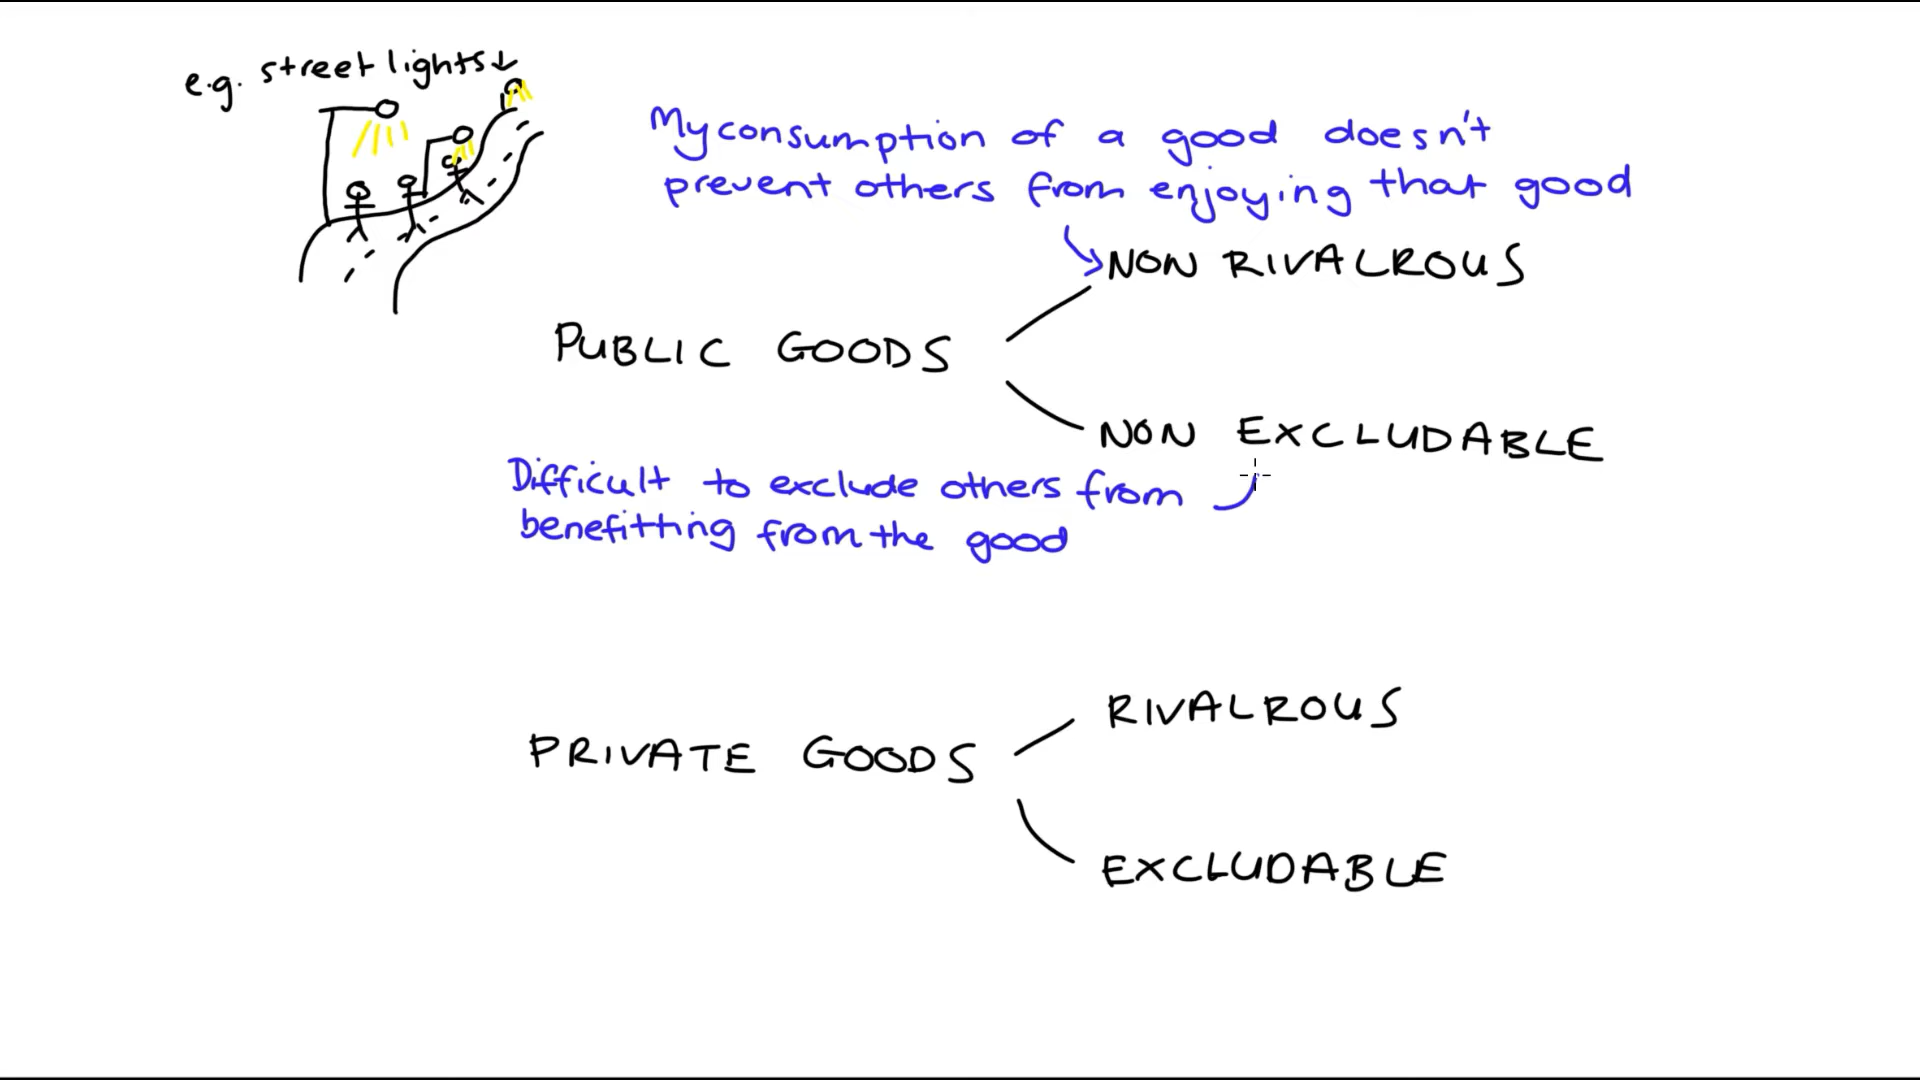 e.g. street lights
My consumption of a good doesn't
prevent others from enjoying that good
NON RIVALROUS
PUBLIC GOODS
NON EXCLUDABLE
Difficult to exclude others from
benefitting from the good
RIVALROUS
PRIVATE GOODS
EXCLUDABLE